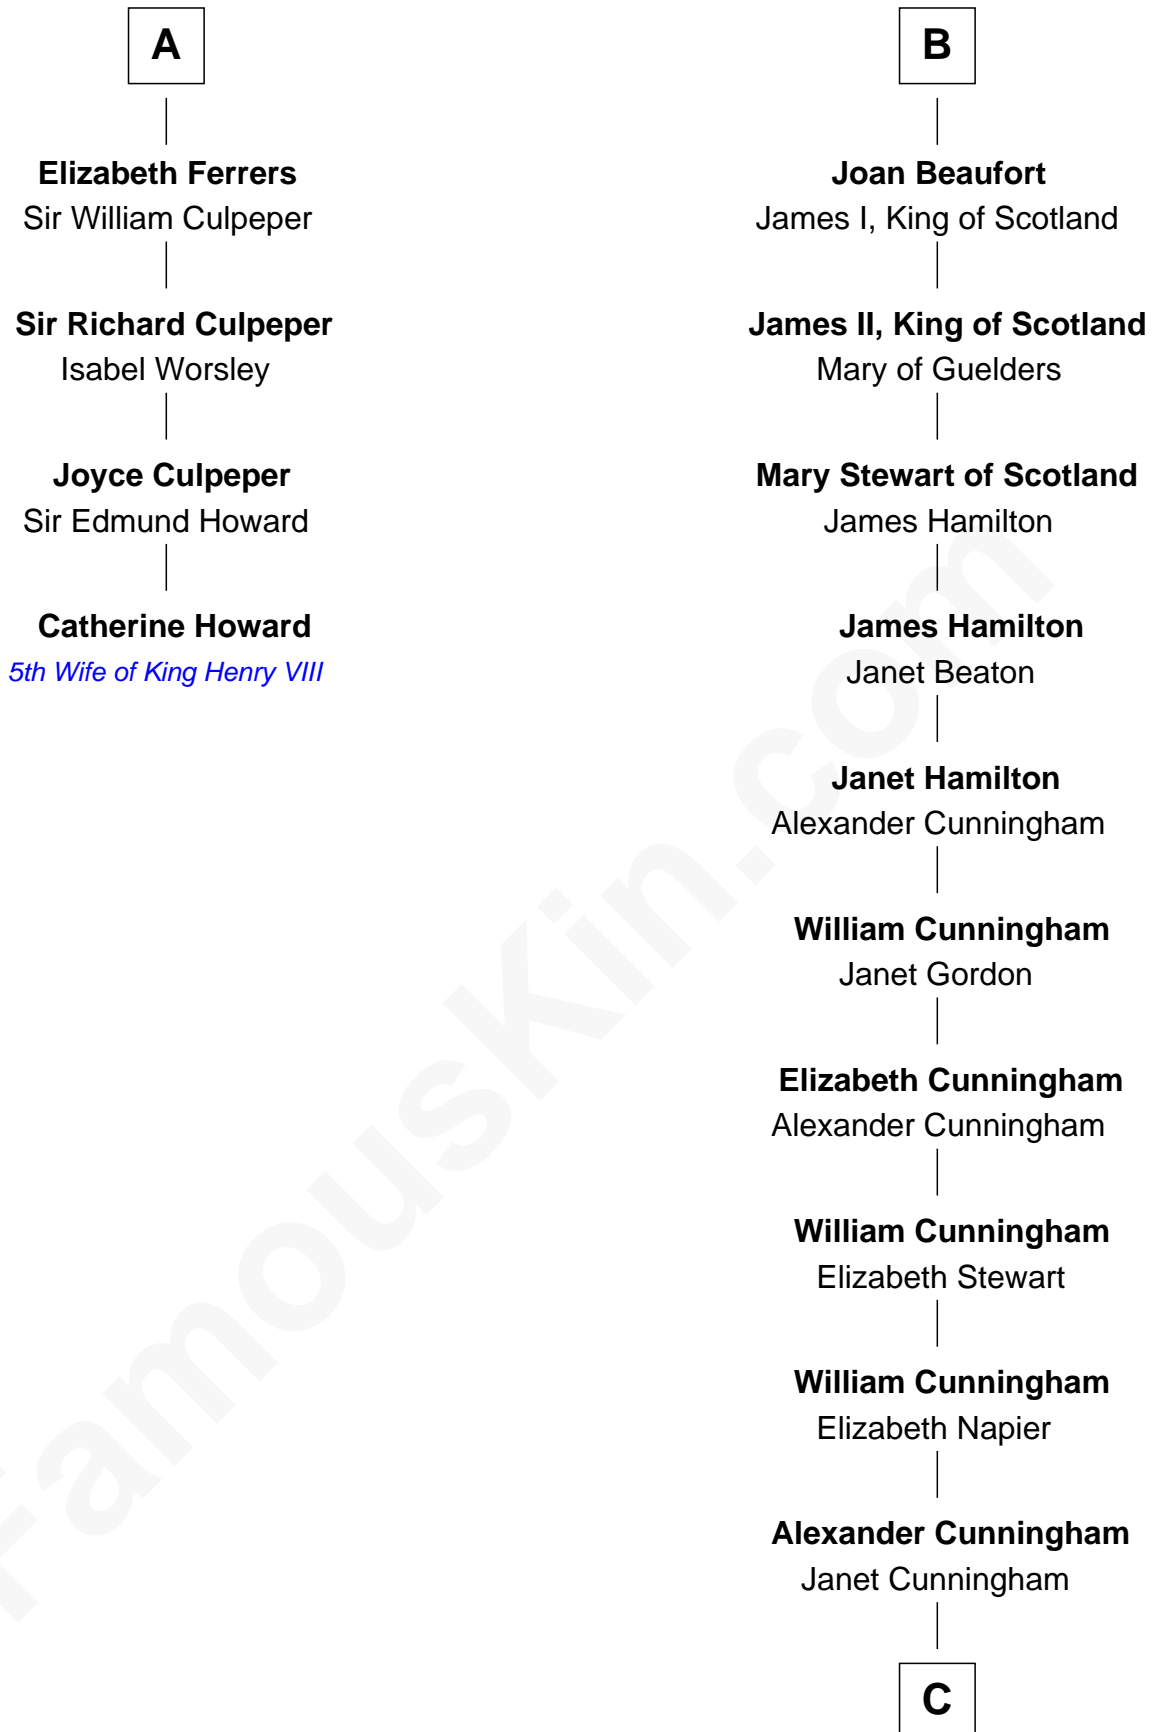 A
Elizabeth Ferrers
Sir William Culpeper
Sir Richard Culpeper
Isabel Worsley
Joyce Culpeper
Sir Edmund Howard
Catherine Howard
5th Wife of King Henry VIII
B
Joan Beaufort
James I, King of Scotland
James II, King of Scotland
Mary of Guelders
Mary Stewart of Scotland
James Hamilton
James Hamilton
Janet Beaton
Janet Hamilton
Alexander Cunningham
William Cunningham
Janet Gordon
Elizabeth Cunningham
Alexander Cunningham
William Cunningham
Elizabeth Stewart
William Cunningham
Elizabeth Napier
Alexander Cunningham
Janet Cunningham
C
FamousKin.com